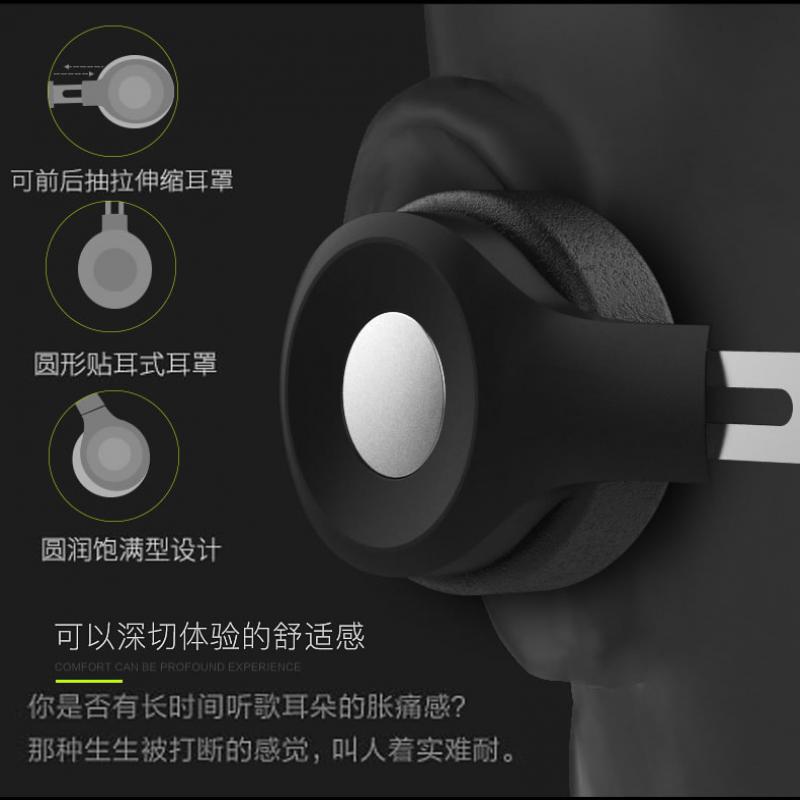 可前后抽拉伸缩耳罩
圆形贴耳式耳罩
圆润饱满型设计
可以深切体验的舒适感
COMFORT CAN BE PROFOUND EXPERIENCE
你是否有长时间听歌耳朵的胀痛感?
那种生生被打断的感觉，叫人着实难耐。